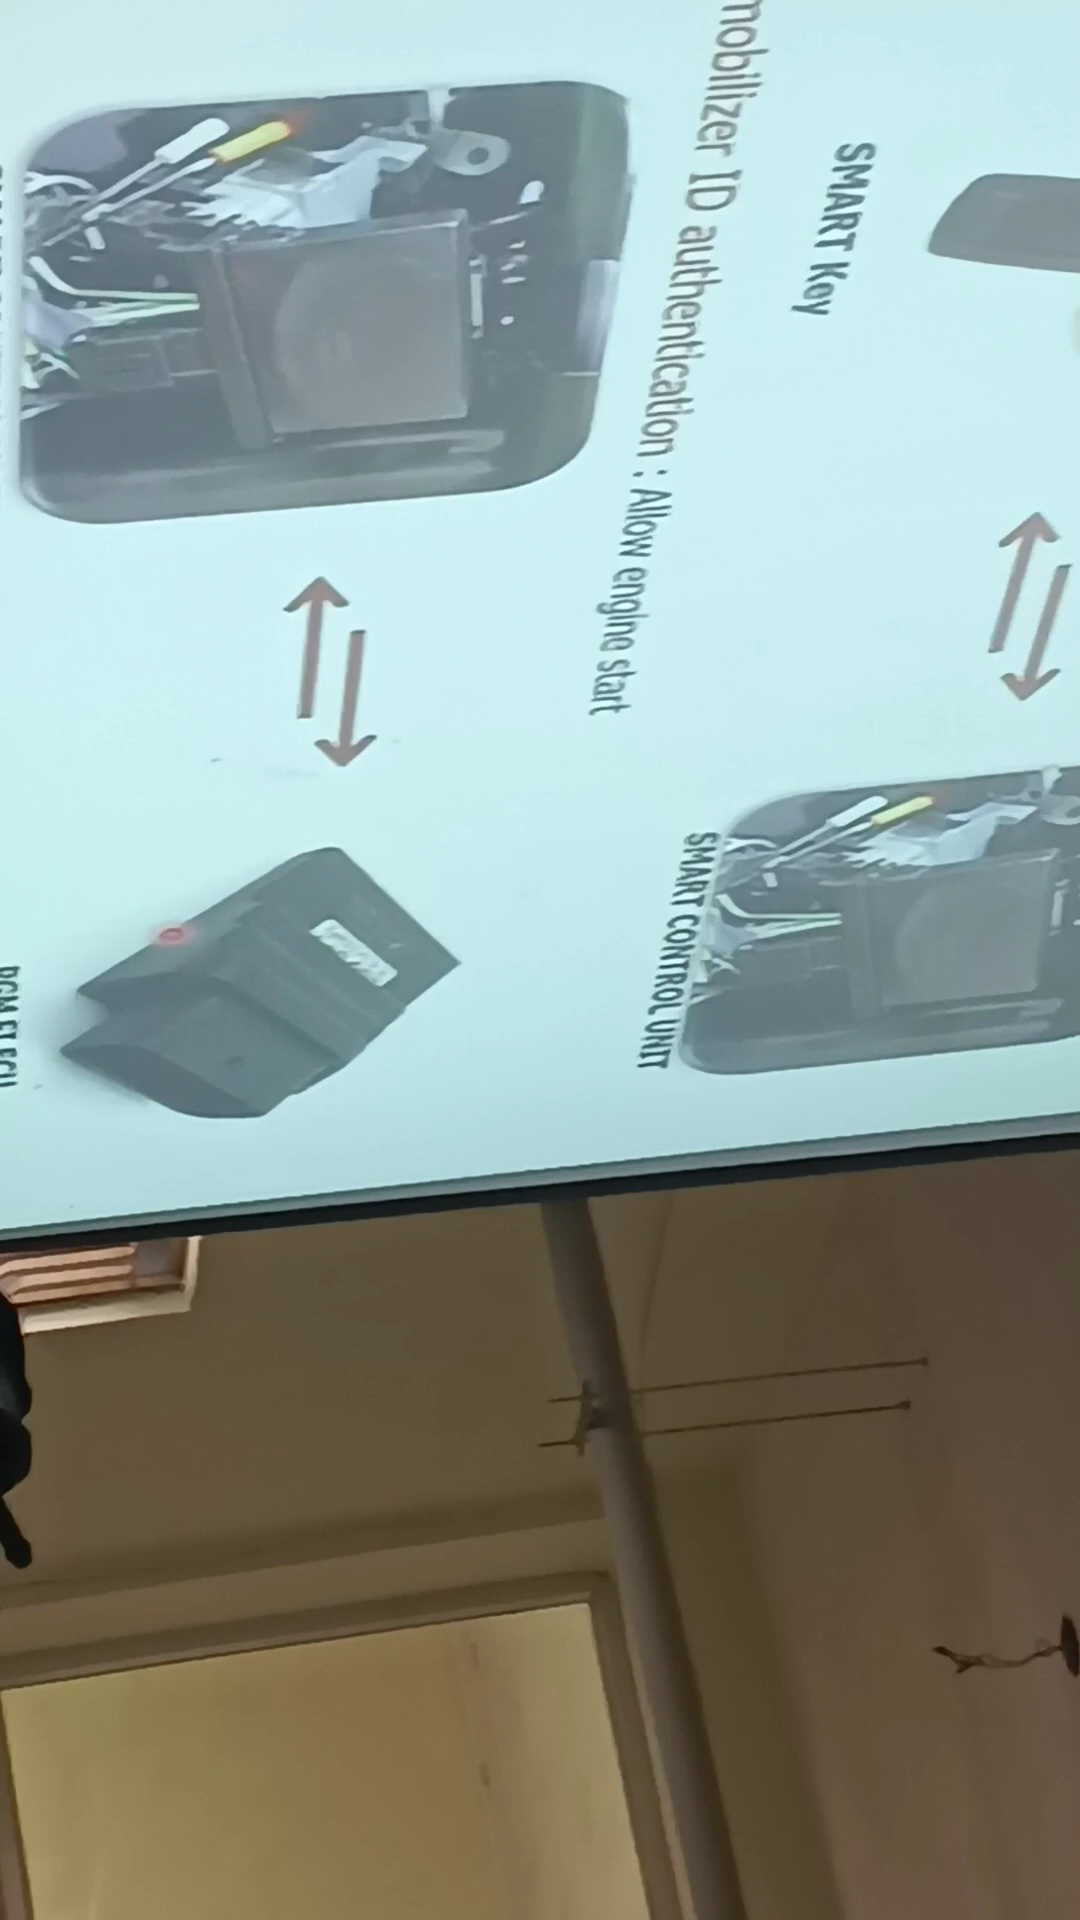 SMART Key
SMART CONTROL UNIT
mobilizer ID authentication : Allow engine start